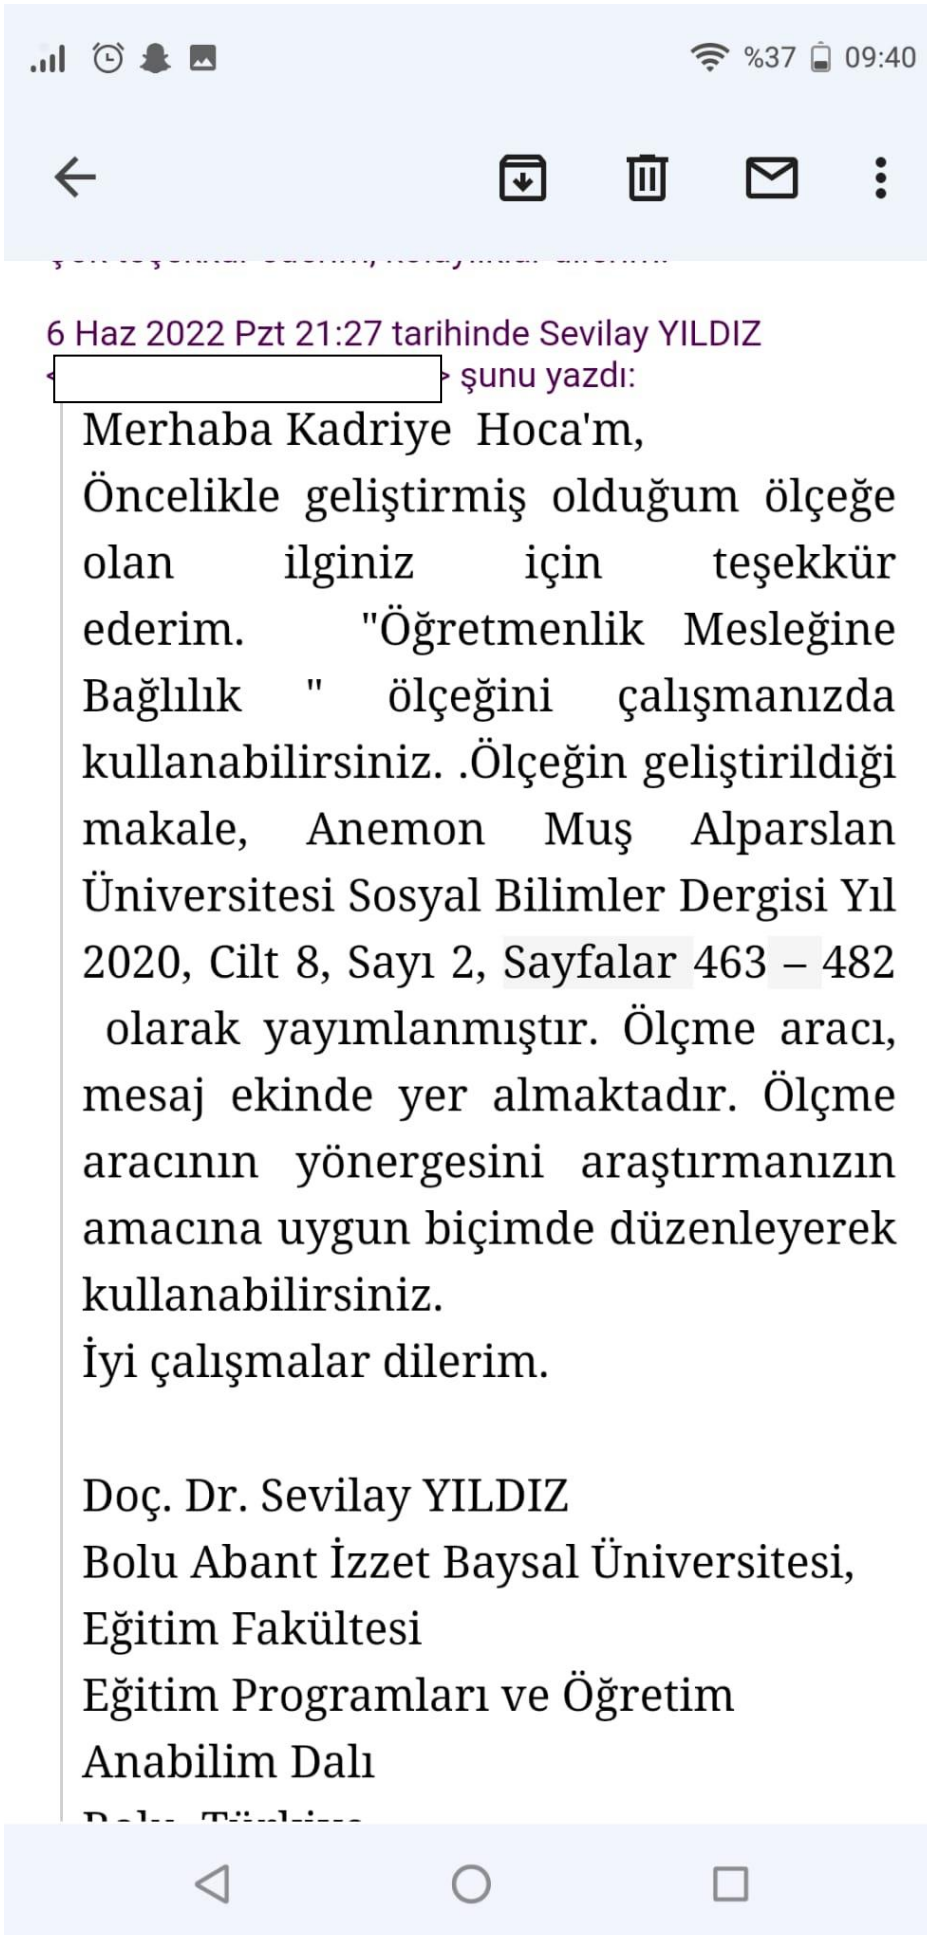 %37 09:40
6 Haz 2022 Pzt 21:27 tarihinde Sevilay YILDIZ
< > şunu yazdı:
Merhaba Kadriye  Hoca'm,
Öncelikle geliştirmiş olduğum ölçeğe
olan ilginiz için teşekkür
ederim. "Öğretmenlik Mesleğine
Bağlılık " ölçeğini çalışmanızda
kullanabilirsiniz. .Ölçeğin geliştirildiği
makale, Anemon Muş Alparslan
Üniversitesi Sosyal Bilimler Dergisi Yıl
2020, Cilt 8, Sayı 2, Sayfalar 463 – 482
olarak yayımlanmıştır. Ölçme aracı,
mesaj ekinde yer almaktadır. Ölçme
aracının yönergesini araştırmanızın
amacına uygun biçimde düzenleyerek
kullanabilirsiniz.
İyi çalışmalar dilerim.
Doç. Dr. Sevilay YILDIZ
Bolu Abant İzzet Baysal Üniversitesi,
Eğitim Fakültesi
Eğitim Programları ve Öğretim
Anabilim Dalı